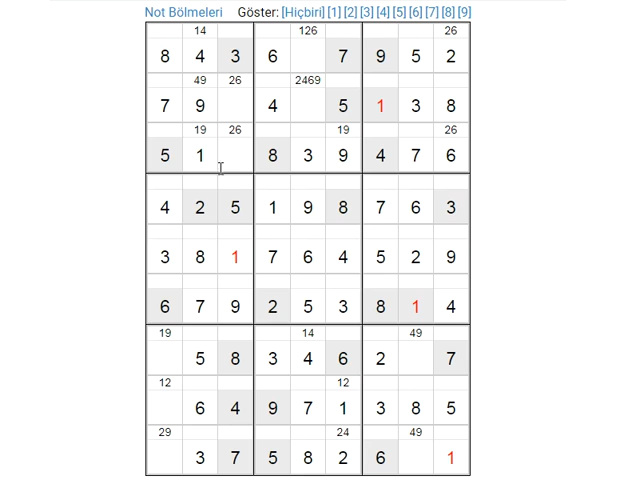 Not Bölmeleri Göster: [Hiçbiri] [1] [2] [3] [4] [5] [6] [7] [8] [9]
14 126 26
8 4 3 6 7 9 5 2
49 26 2469
7 9 4 5 1 3 8
19 26 19 26
5 1 8 3 9 4 7 6
4 2 5 1 9 8 7 6 3
3 8 1 7 6 4 5 2 9
6 7 9 2 5 3 8 1 4
19 14 49
5 8 3 4 6 2 7
12 12
6 4 9 7 1 3 8 5
29 24 49
3 7 5 8 2 6 1